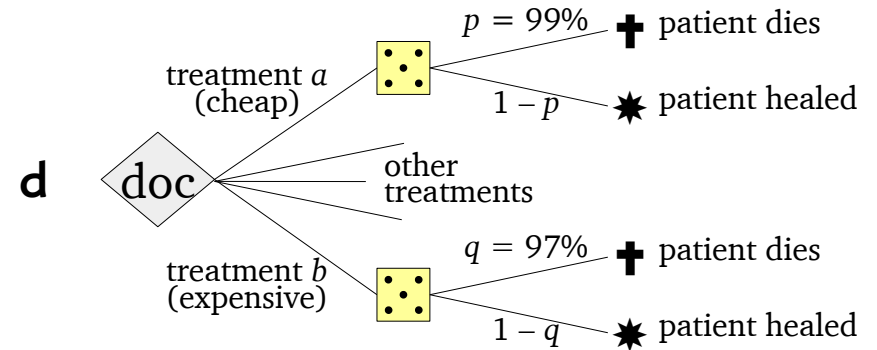 p = 99%
patient dies
treatment a
(cheap)
1 – p
patient healed
d
doc
other
treatments
q = 97%
patient dies
treatment b
(expensive)
1 – q
patient healed